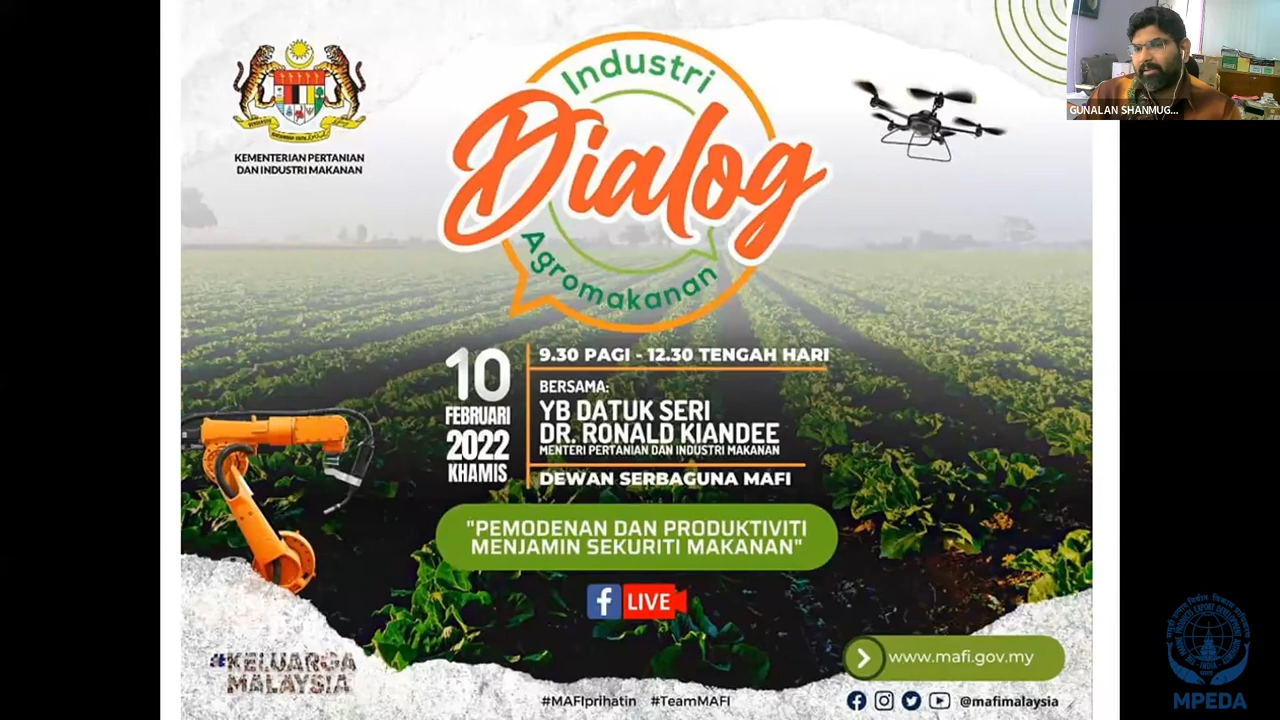 KEMENTERIAN PERTANIAN
DAN INDUSTRI MAKANAN
Industri
Dialog
Agromakanan
GUNALAN SHANMUG...
10
FEBRUARI
2022
KHAMIS
9.30 PAGI - 12.30 TENGAH HARI
BERSAMA:
YB DATUK SERI
DR. RONALD KIANDEE
MENTERI PERTANIAN DAN INDUSTRI MAKANAN
DEWAN SERBAGUNA MAFI
"PEMODENAN DAN PRODUKTIVITI
MENJAMIN SEKURITI MAKANAN"
f LIVE
#KELUARGA
MALAYSIA
www.mafi.gov.my
#MAFIprihatin #TeamMAFI
@mafimalaysia
MPEDA